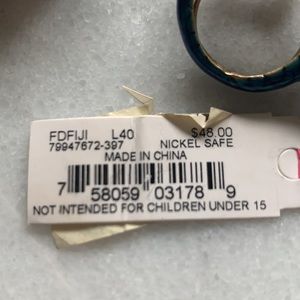 FDFIJI L40 $48.00
79947672-397 NICKEL SAFE
MADE IN CHINA
7 58059 03178 9
NOT INTENDED FOR CHILDREN UNDER 15